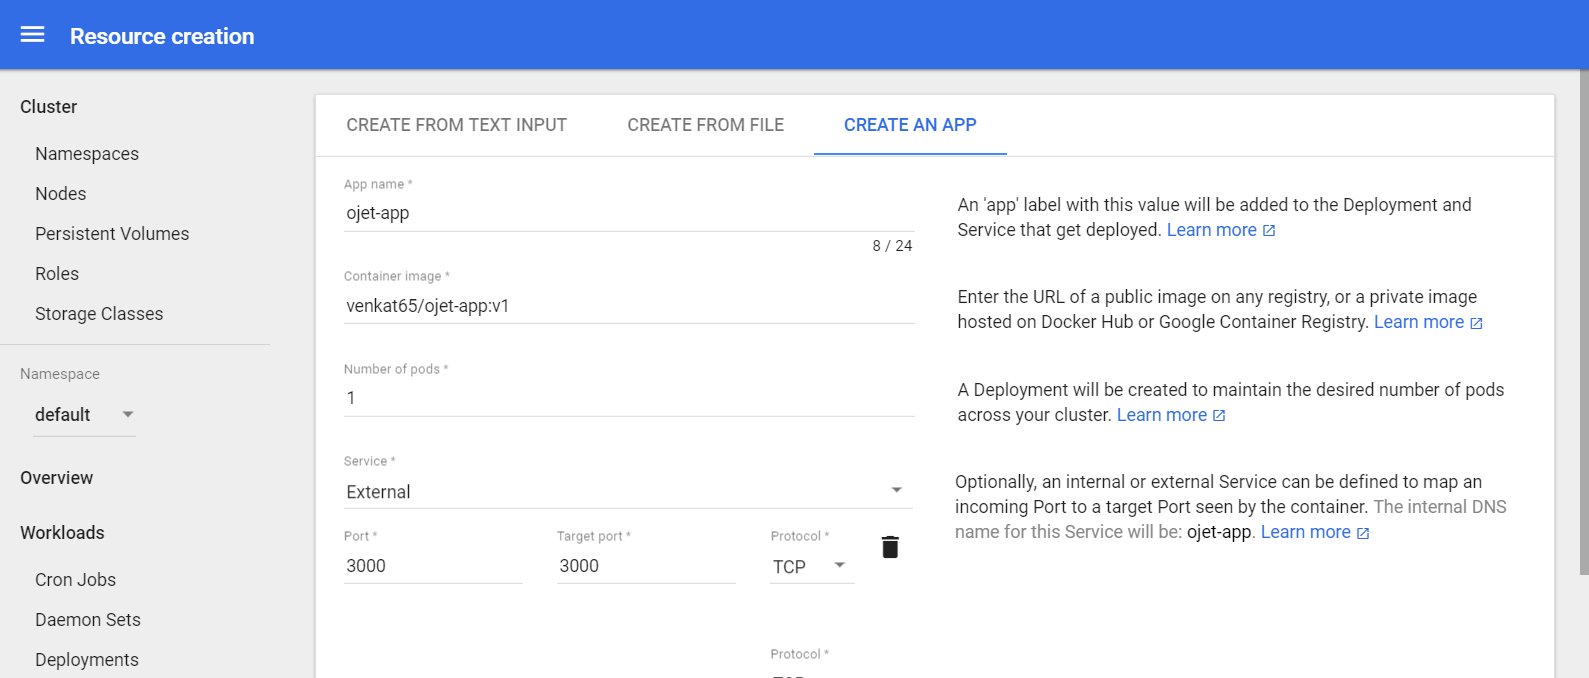 Resource creation
Cluster
Namespaces
Nodes
Persistent Volumes
Roles
Storage Classes
Namespace
default
Overview
Workloads
Cron Jobs
Daemon Sets
Deployments
CREATE FROM TEXT INPUT
CREATE FROM FILE
CREATE AN APP
App name *
ojet-app
8 / 24
An 'app' label with this value will be added to the Deployment and
Service that get deployed. Learn more
Container image *
venkat65/ojet-app:v1
Enter the URL of a public image on any registry, or a private image
hosted on Docker Hub or Google Container Registry. Learn more
Number of pods *
1
A Deployment will be created to maintain the desired number of pods
across your cluster. Learn more
Service *
External
Optionally, an internal or external Service can be defined to map an
incoming Port to a target Port seen by the container. The internal DNS
name for this Service will be: ojet-app. Learn more
Port *
3000
Target port *
3000
Protocol *
TCP
Protocol *